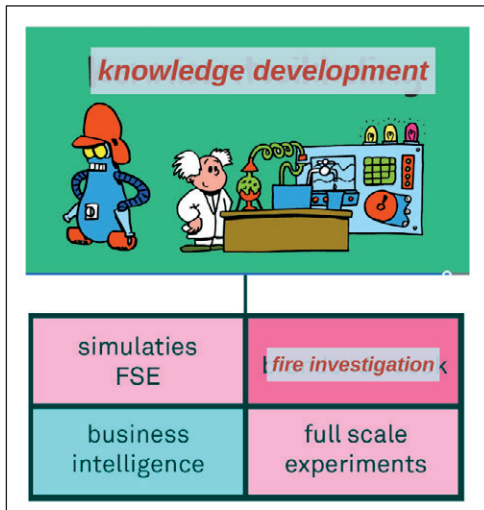 knowledge development
simulaties
FSE
fire investigation
business
intelligence
full scale
experiments